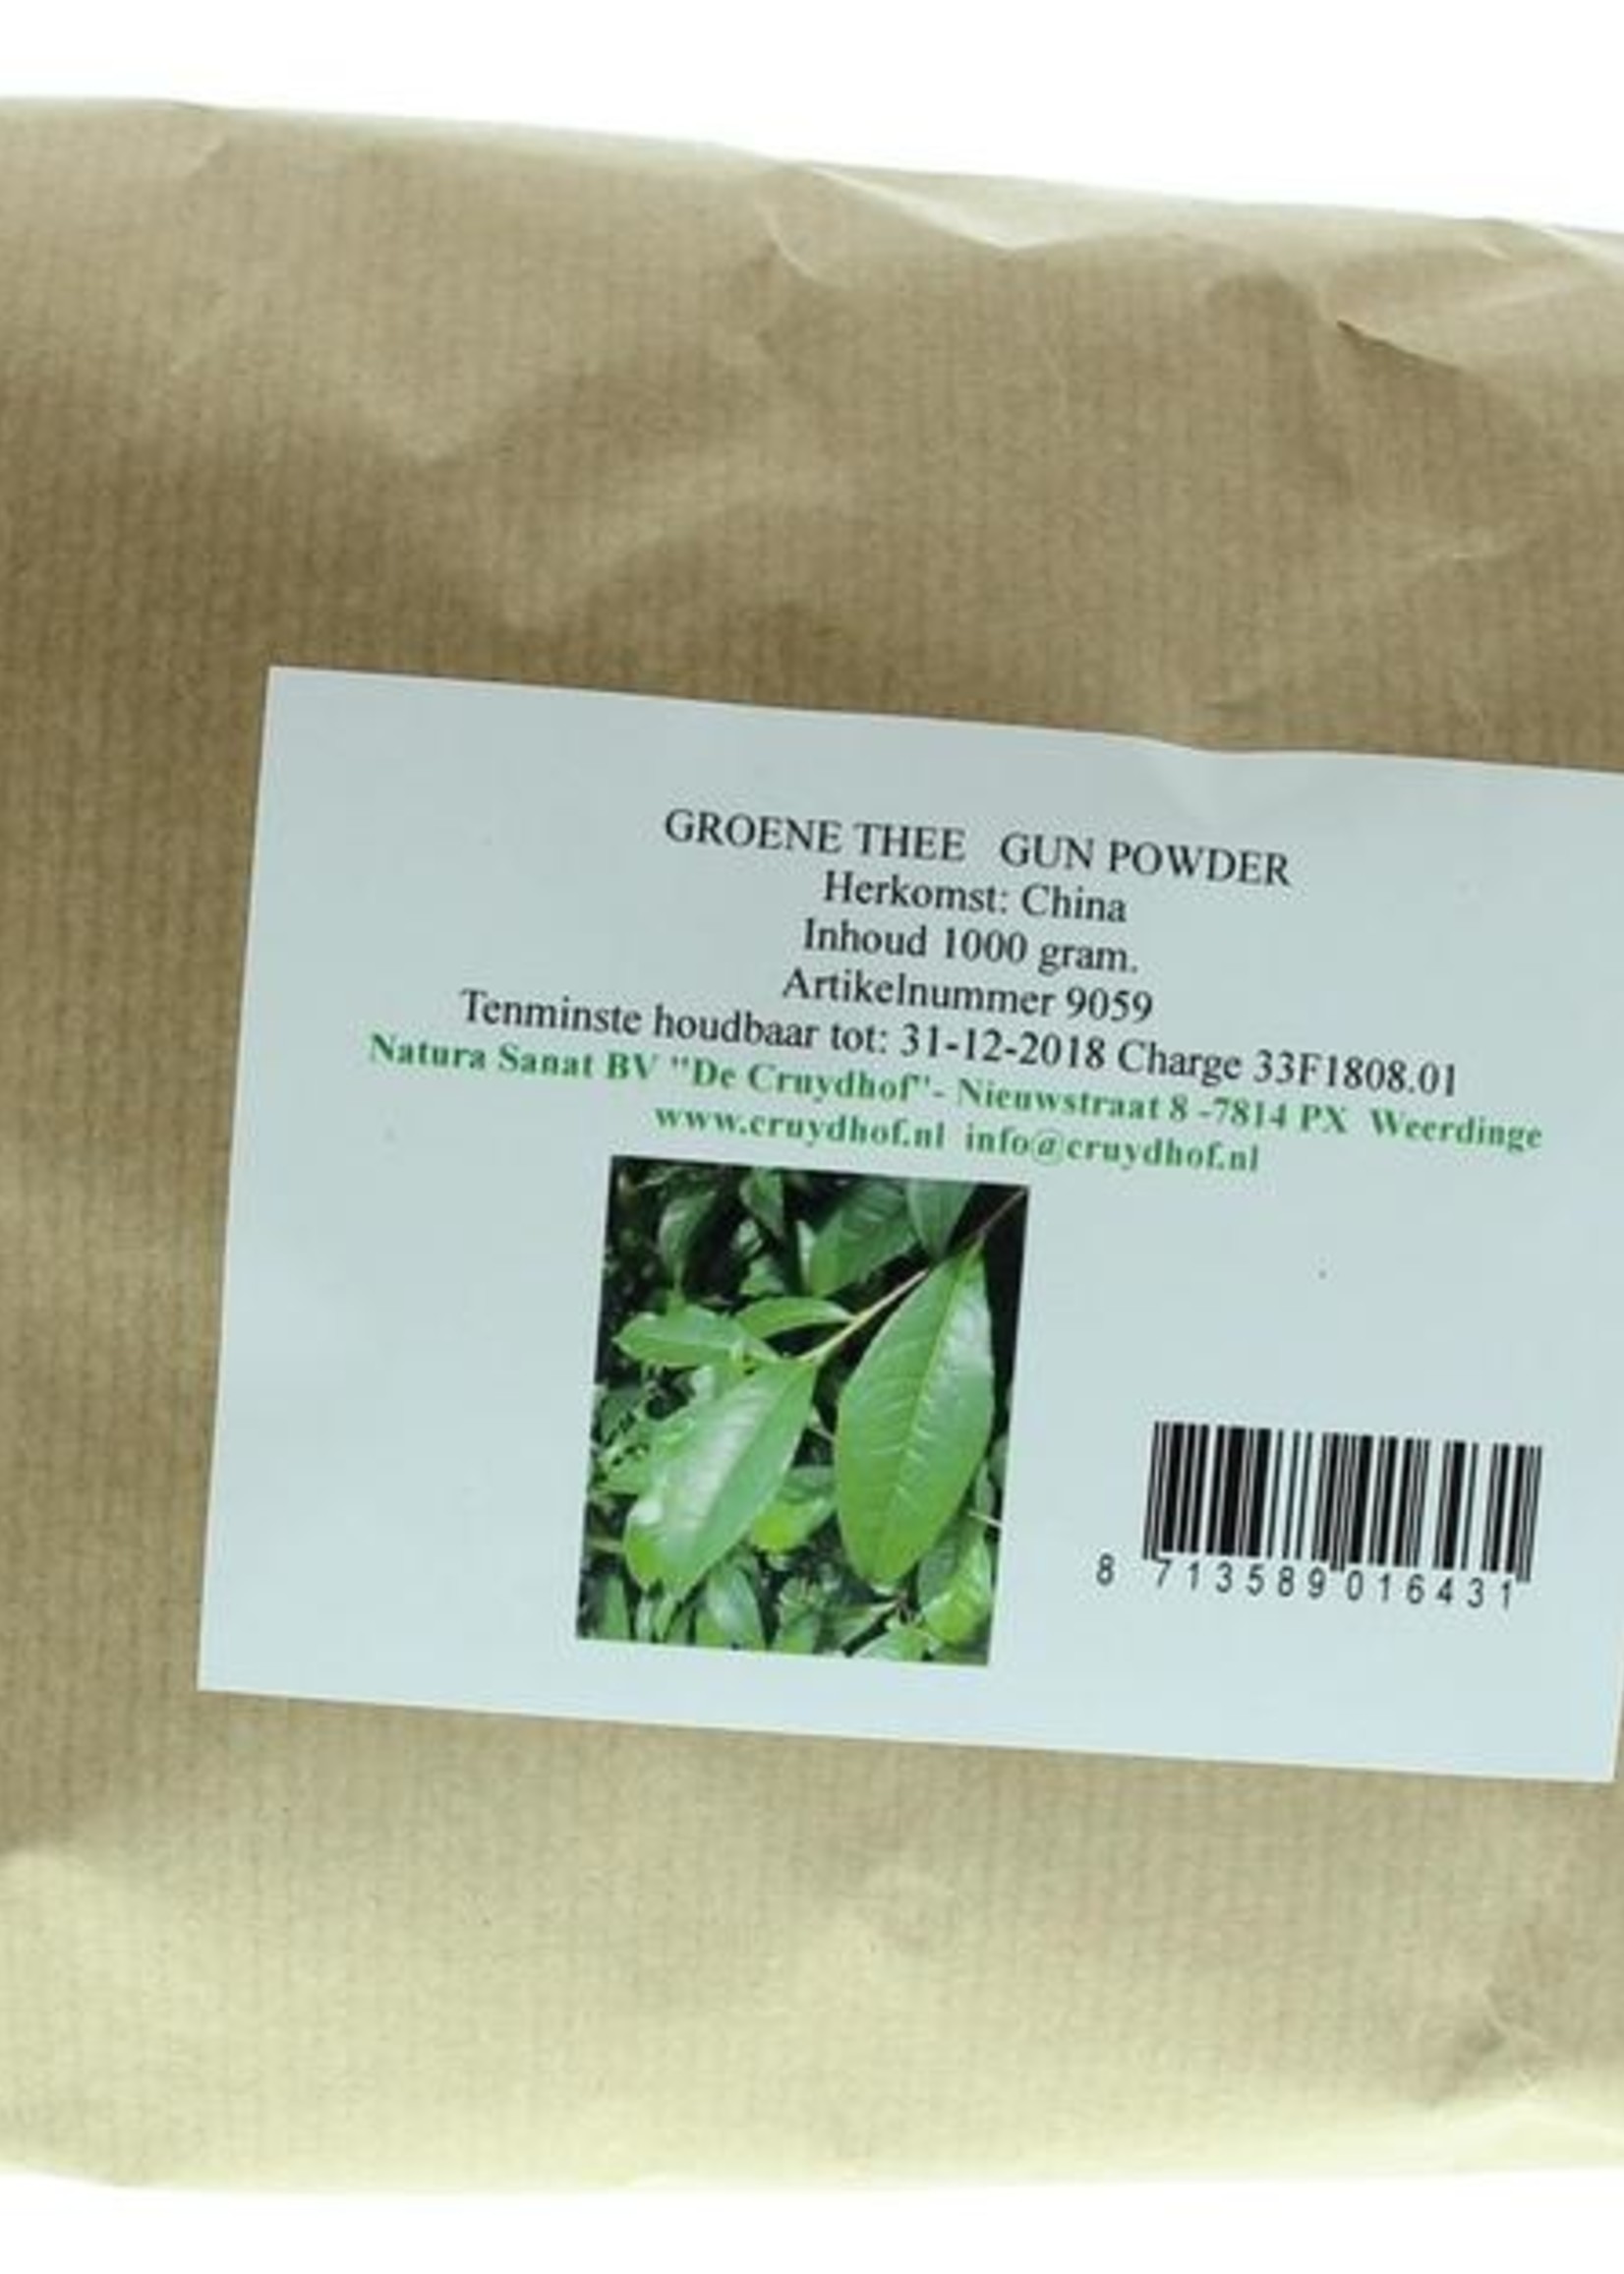 GROENE THEE GUN POWDER
Herkomst: China
Inhoud 1000 gram.
Artikelnummer 9059
Tenminste houdbaar tot: 31-12-2018 Charge 33F1808.01
Natura Sanat BV "De Cruydhof"- Nieuwstraat 8 -7814 PX Weerdinge
www.cruydhof.nl info@cruydhof.nl
8 713589 016431